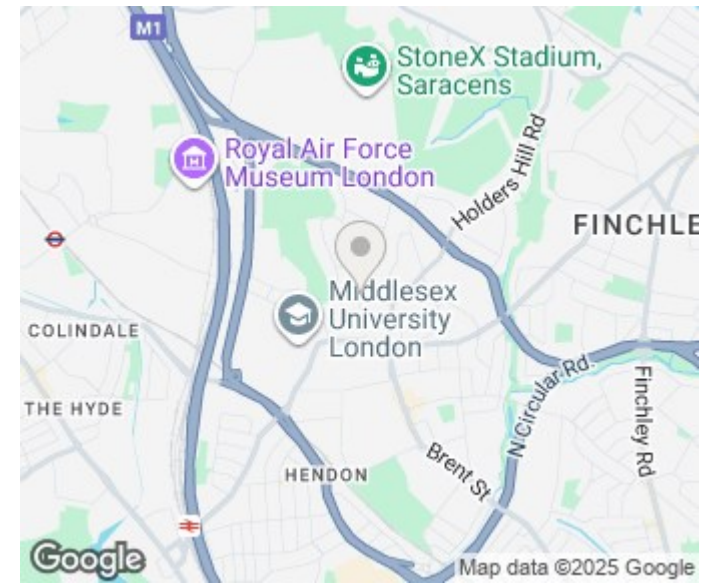 M1
StoneX Stadium,
Saracens
Royal Air Force
Museum London
Holders Hill Rd
FINCHLE
Middlesex
University
London
COLINDALE
THE HYDE
N Circular Rd.
Finchley Rd
Brent St
HENDON
Google
Map data ©2025 Google